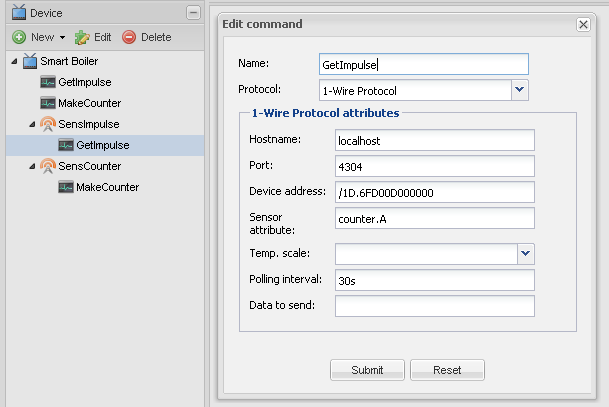 Device
New Edit Delete
Smart Boiler
GetImpulse
MakeCounter
SensImpulse
GetImpulse
SensCounter
MakeCounter
Edit command
Name: GetImpulse
Protocol: 1-Wire Protocol
1-Wire Protocol attributes
Hostname: localhost
Port: 4304
Device address: /1D.6FD00D000000
Sensor attribute: counter.A
Temp. scale:
Polling interval: 30s
Data to send:
Submit Reset